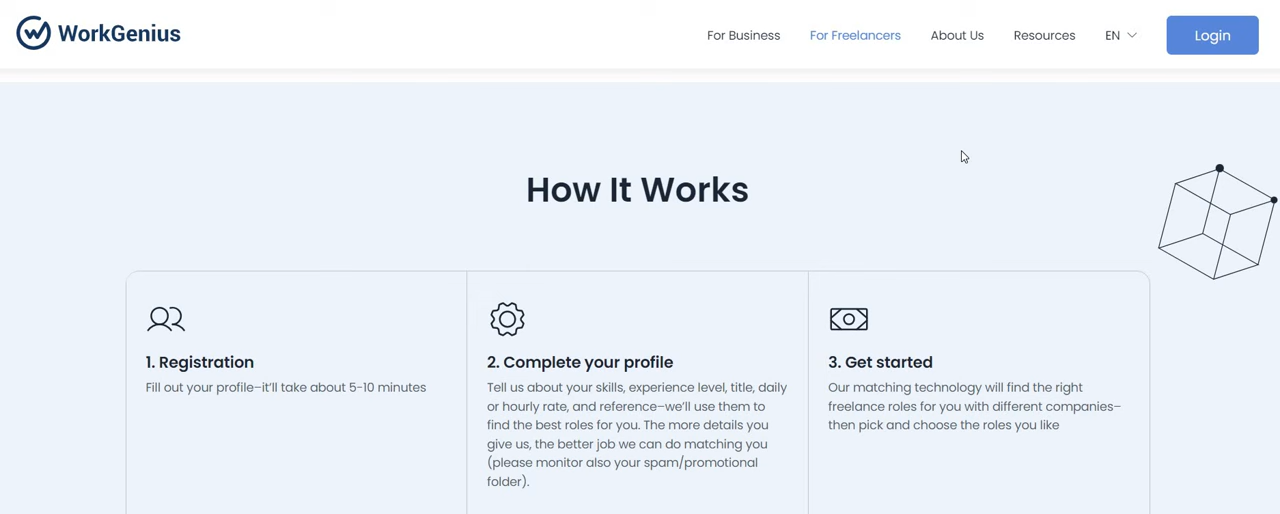 WorkGenius
For Business
For Freelancers
About Us
Resources
EN
Login
How It Works
1. Registration
Fill out your profile–it’ll take about 5-10 minutes
2. Complete your profile
Tell us about your skills, experience level, title, daily
or hourly rate, and reference–we’ll use them to
find the best roles for you. The more details you
give us, the better job we can do matching you
(please monitor also your spam/promotional
folder).
3. Get started
Our matching technology will find the right
freelance roles for you with different companies–
then pick and choose the roles you like